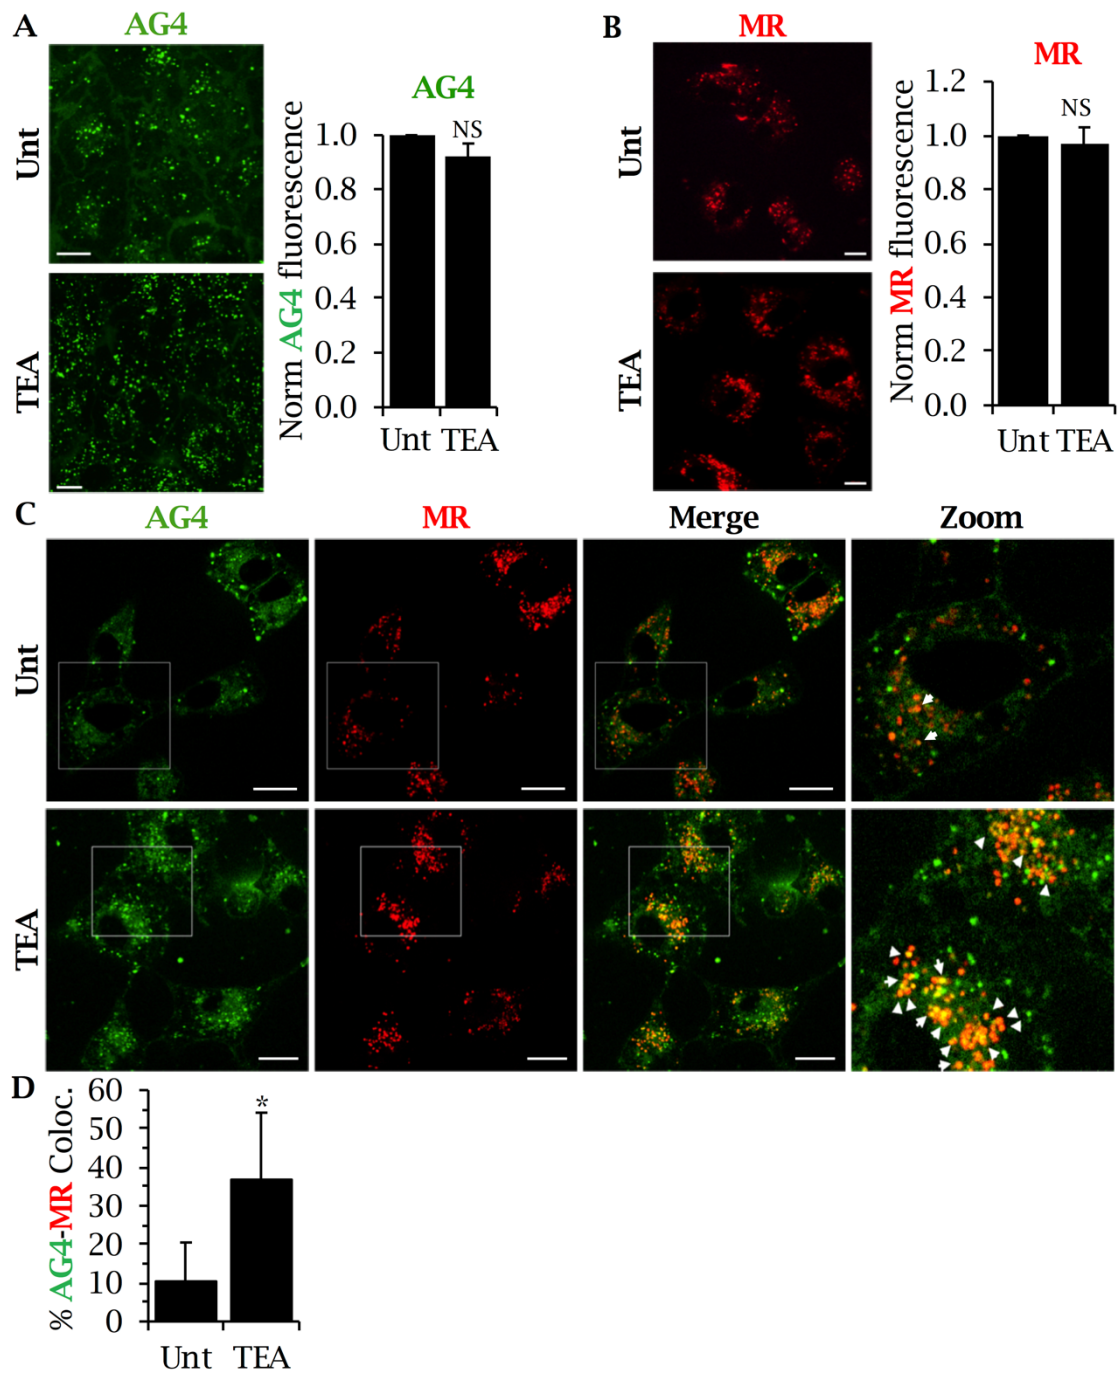 A
AG4
Unt
TEA
AG4
NS
Norm AG4 fluorescence
1.0
0.8
0.6
0.4
0.2
0.0
Unt TEA
B
MR
Unt
TEA
MR
NS
Norm MR fluorescence
1.2
1.0
0.8
0.6
0.4
0.2
0.0
Unt TEA
C
AG4 MR Merge Zoom
Unt
TEA
D
% AG4-MR Coloc.
60
50
40
30
20
10
0
*
Unt TEA